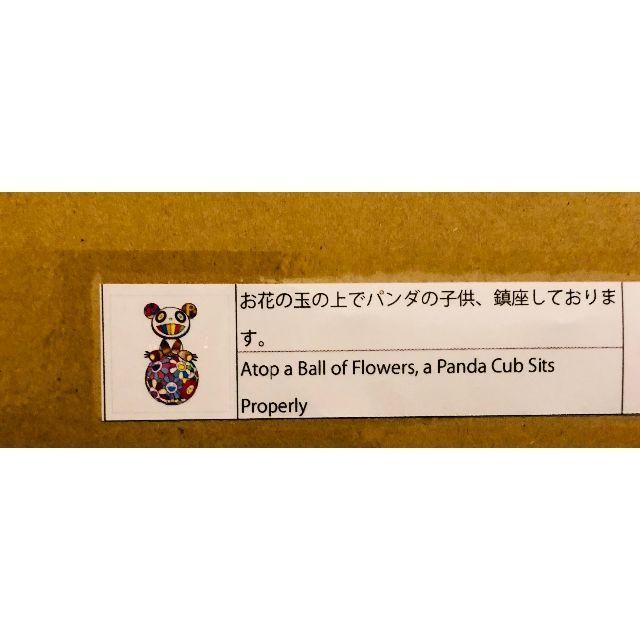 お花の玉の上でパンダの子供、鎮座しておりま
す。
Atop a Ball of Flowers, a Panda Cub Sits
Properly